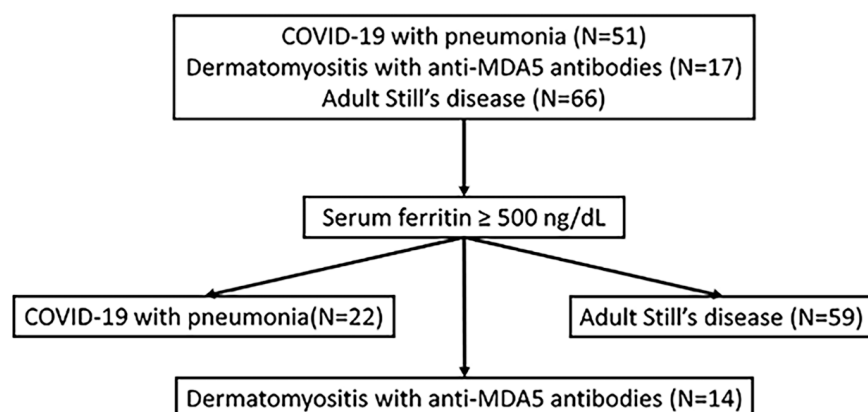 COVID-19 with pneumonia (N=51)
Dermatomyositis with anti-MDA5 antibodies (N=17)
Adult Still's disease (N=66)
Serum ferritin ≥ 500 ng/dL
COVID-19 with pneumonia(N=22)
Adult Still's disease (N=59)
Dermatomyositis with anti-MDA5 antibodies (N=14)